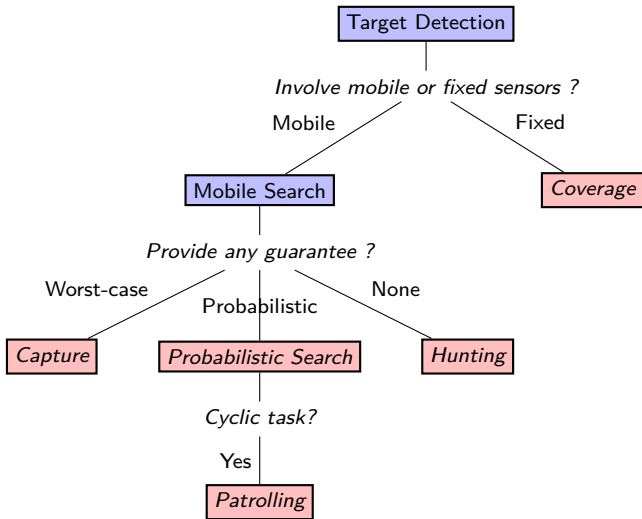 Target Detection
Involve mobile or fixed sensors ?
Mobile
Fixed
Mobile Search
Coverage
Provide any guarantee ?
Worst-case
Probabilistic
None
Capture
Probabilistic Search
Hunting
Cyclic task?
Yes
Patrolling